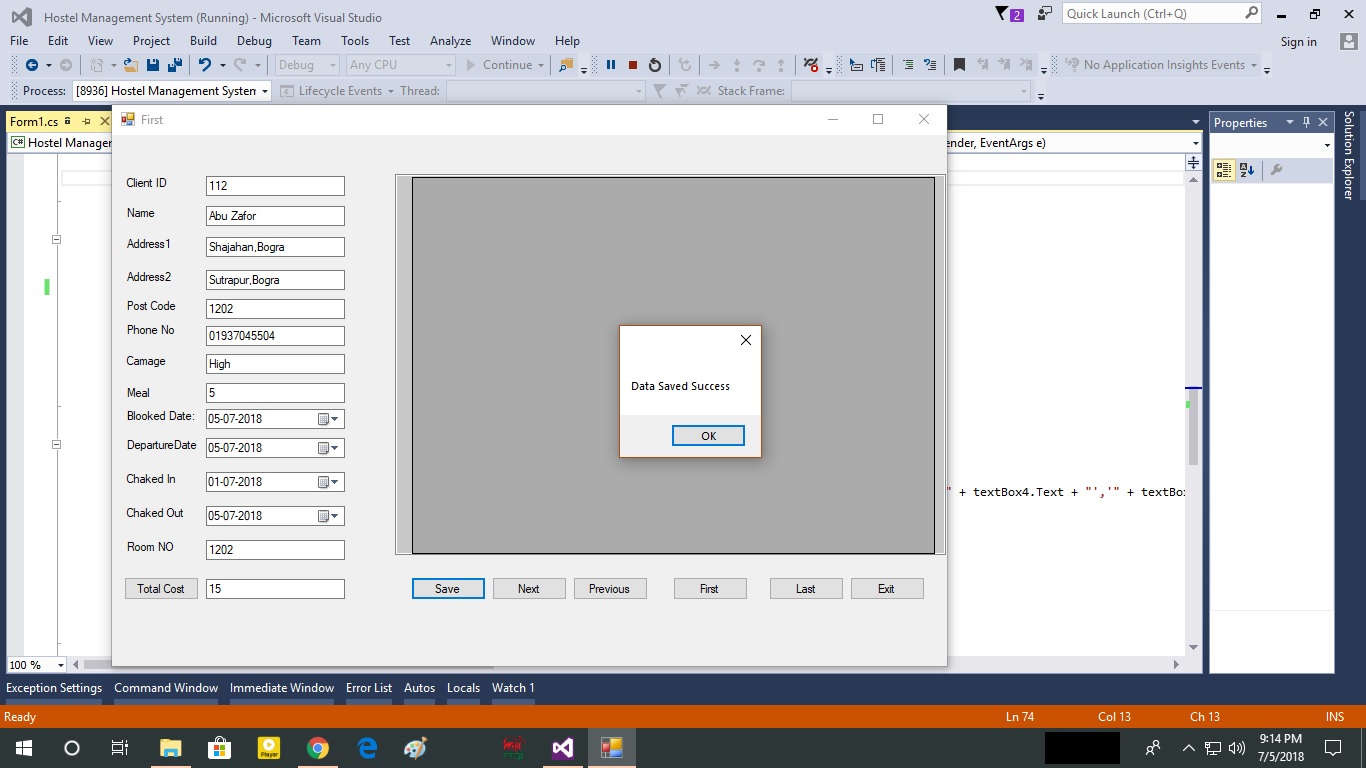 Hostel Management System (Running) - Microsoft Visual Studio
2
Quick Launch (Ctrl+Q)
File Edit View Project Build Debug Team Tools Test Analyze Window Help
Sign in
Debug Any CPU Continue No Application Insights Events
Process: [8936] Hostel Management System Lifecycle Events Thread: Stack Frame:
Form1.cs
First
Properties
Solution Explorer
C# Hostel Manager
ender, EventArgs e)
Client ID 112
Name Abu Zafor
Address1 Shajahan,Bogra
Address2 Sutrapur,Bogra
Post Code 1202
Phone No 01937045504
Camage High
Meal 5
Blooked Date: 05-07-2018
DepartureDate 05-07-2018
Chaked In 01-07-2018
Chaked Out 05-07-2018
Room NO 1202
Total Cost 15
Data Saved Success
OK
" + textBox4.Text + "','" + textBo
Save Next Previous First Last Exit
100 %
Exception Settings Command Window Immediate Window Error List Autos Locals Watch 1
Ready Ln 74 Col 13 Ch 13 INS
Player
9:14 PM
7/5/2018